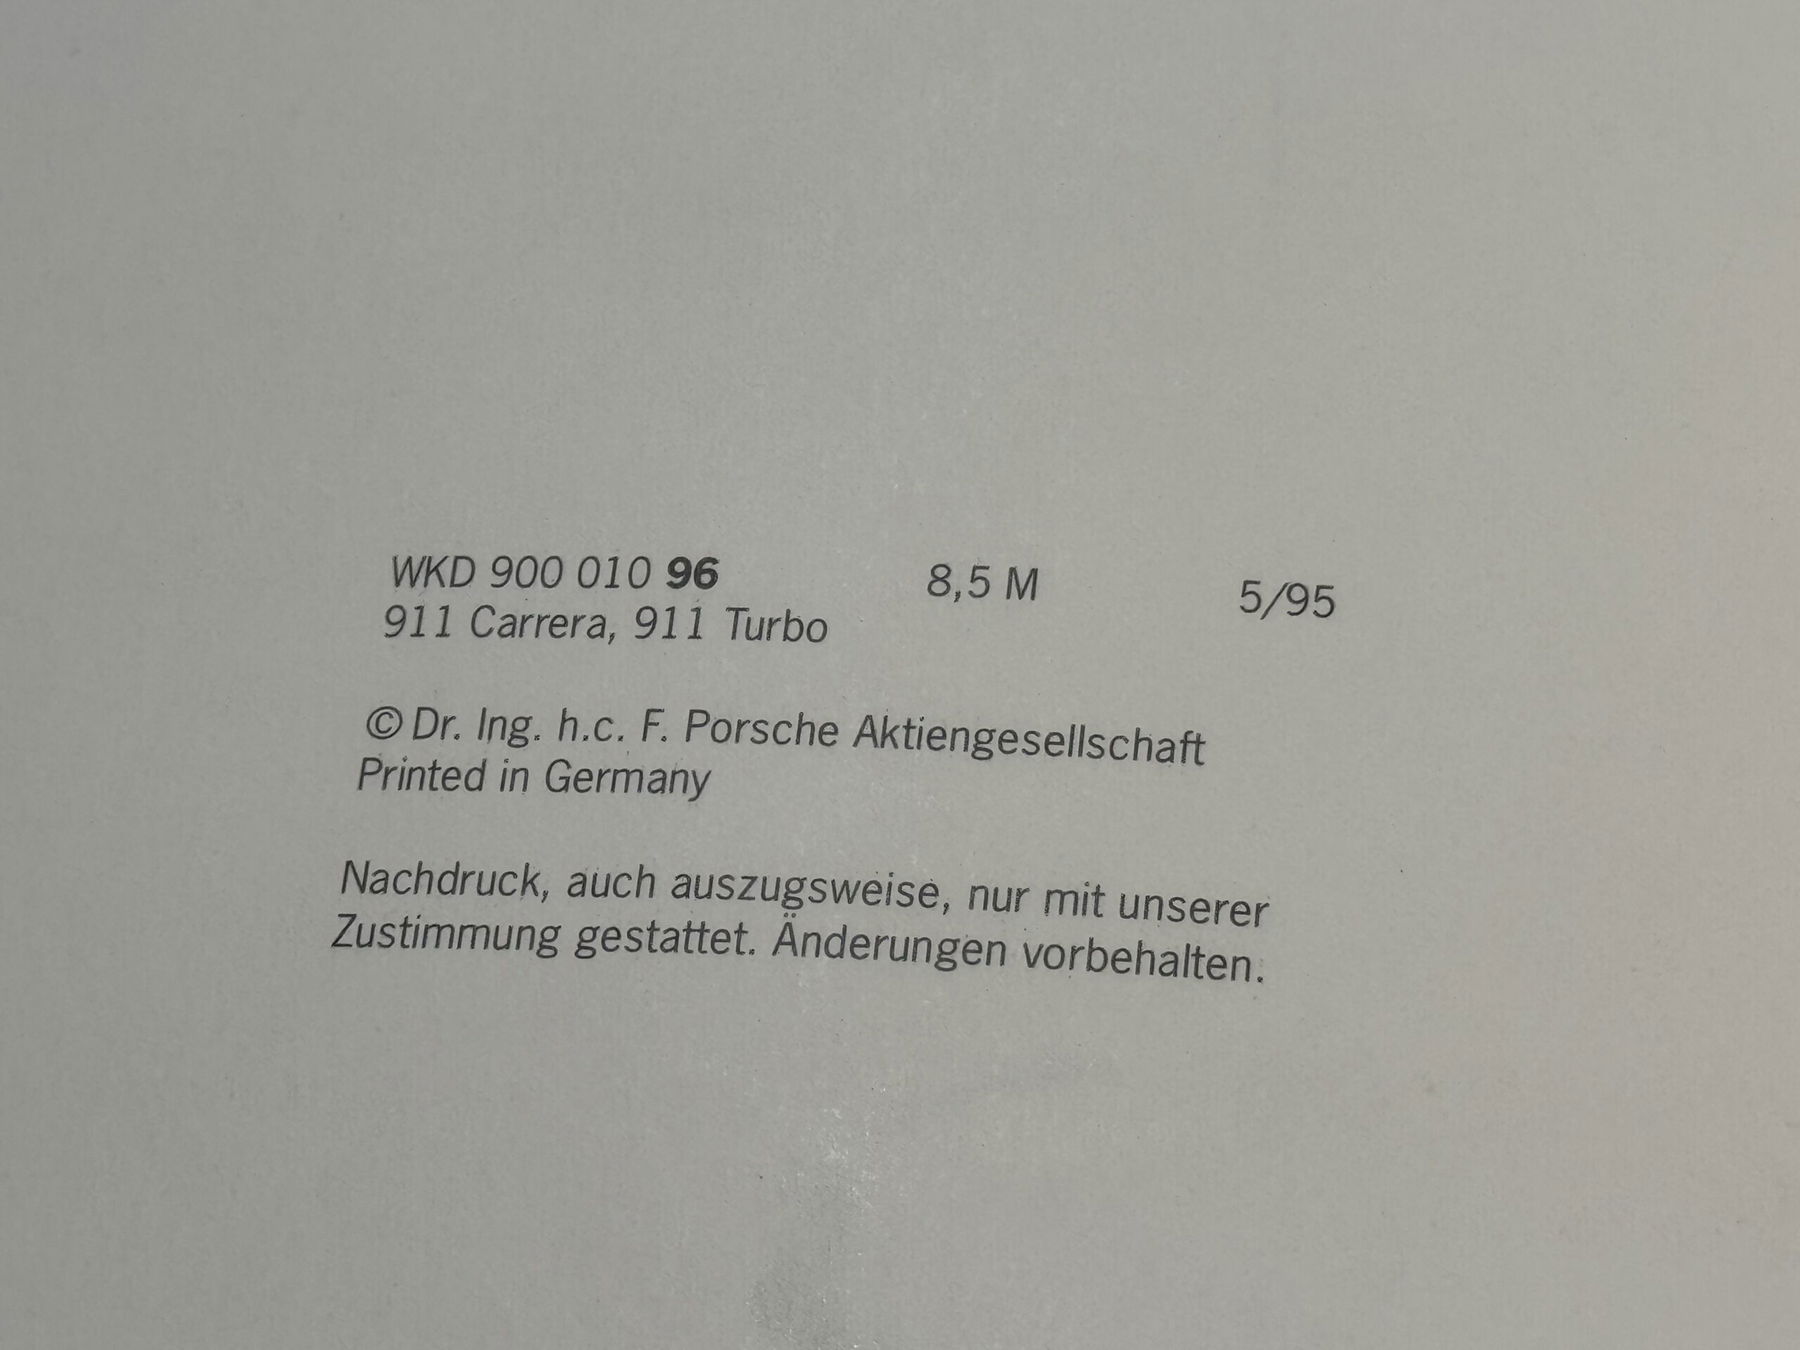 WKD 900 010 96 8,5 M 5/95
911 Carrera, 911 Turbo
© Dr. Ing. h.c. F. Porsche Aktiengesellschaft
Printed in Germany
Nachdruck, auch auszugsweise, nur mit unserer
Zustimmung gestattet. Änderungen vorbehalten.